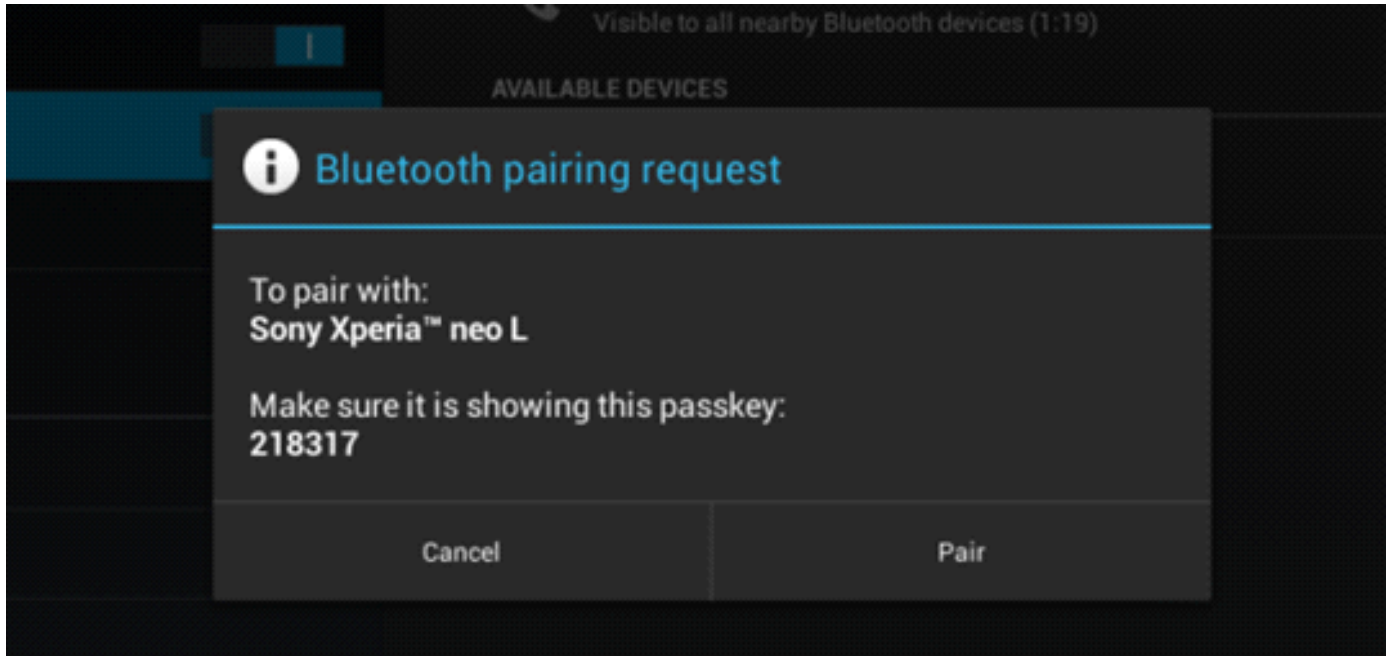 Visible to all nearby Bluetooth devices (1:19)
AVAILABLE DEVICES
Bluetooth pairing request
To pair with:
Sony Xperia™ neo L
Make sure it is showing this passkey:
218317
Cancel
Pair